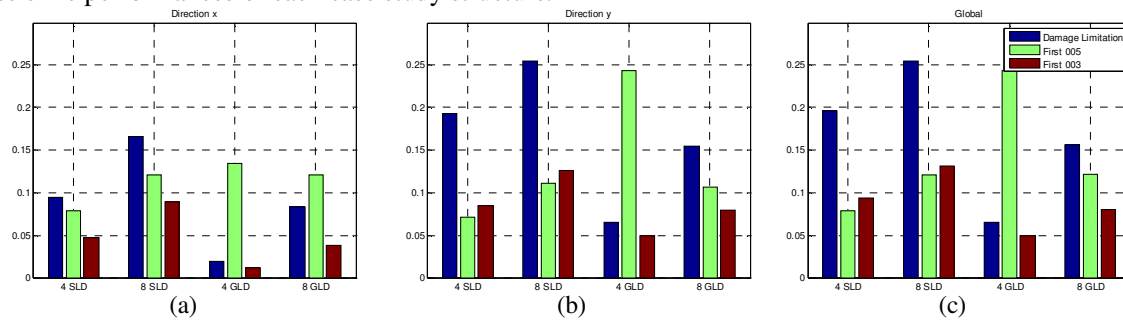 Direction x
0.25
0.2
0.15
0.1
0.05
0
4 SLD 8 SLD 4 GLD 8 GLD
(a)
Direction y
0.25
0.2
0.15
0.1
0.05
0
4 SLD 8 SLD 4 GLD 8 GLD
(b)
Global
Damage Limitation
First 005
First 003
0.25
0.2
0.15
0.1
0.05
0
4 SLD 8 SLD 4 GLD 8 GLD
(c)